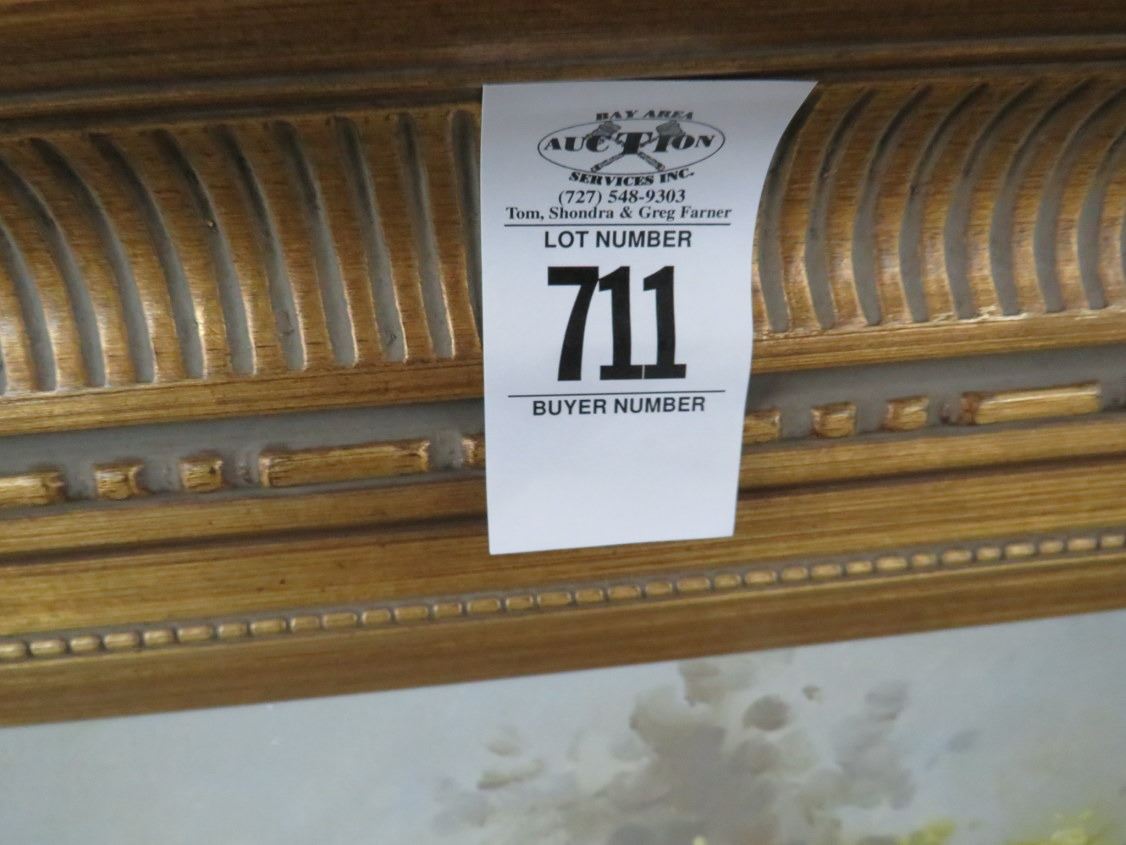 BAY AREA
AUCTION
SERVICES INC.
(727) 548-9303
Tom, Shondra & Greg Farner
LOT NUMBER
711
BUYER NUMBER